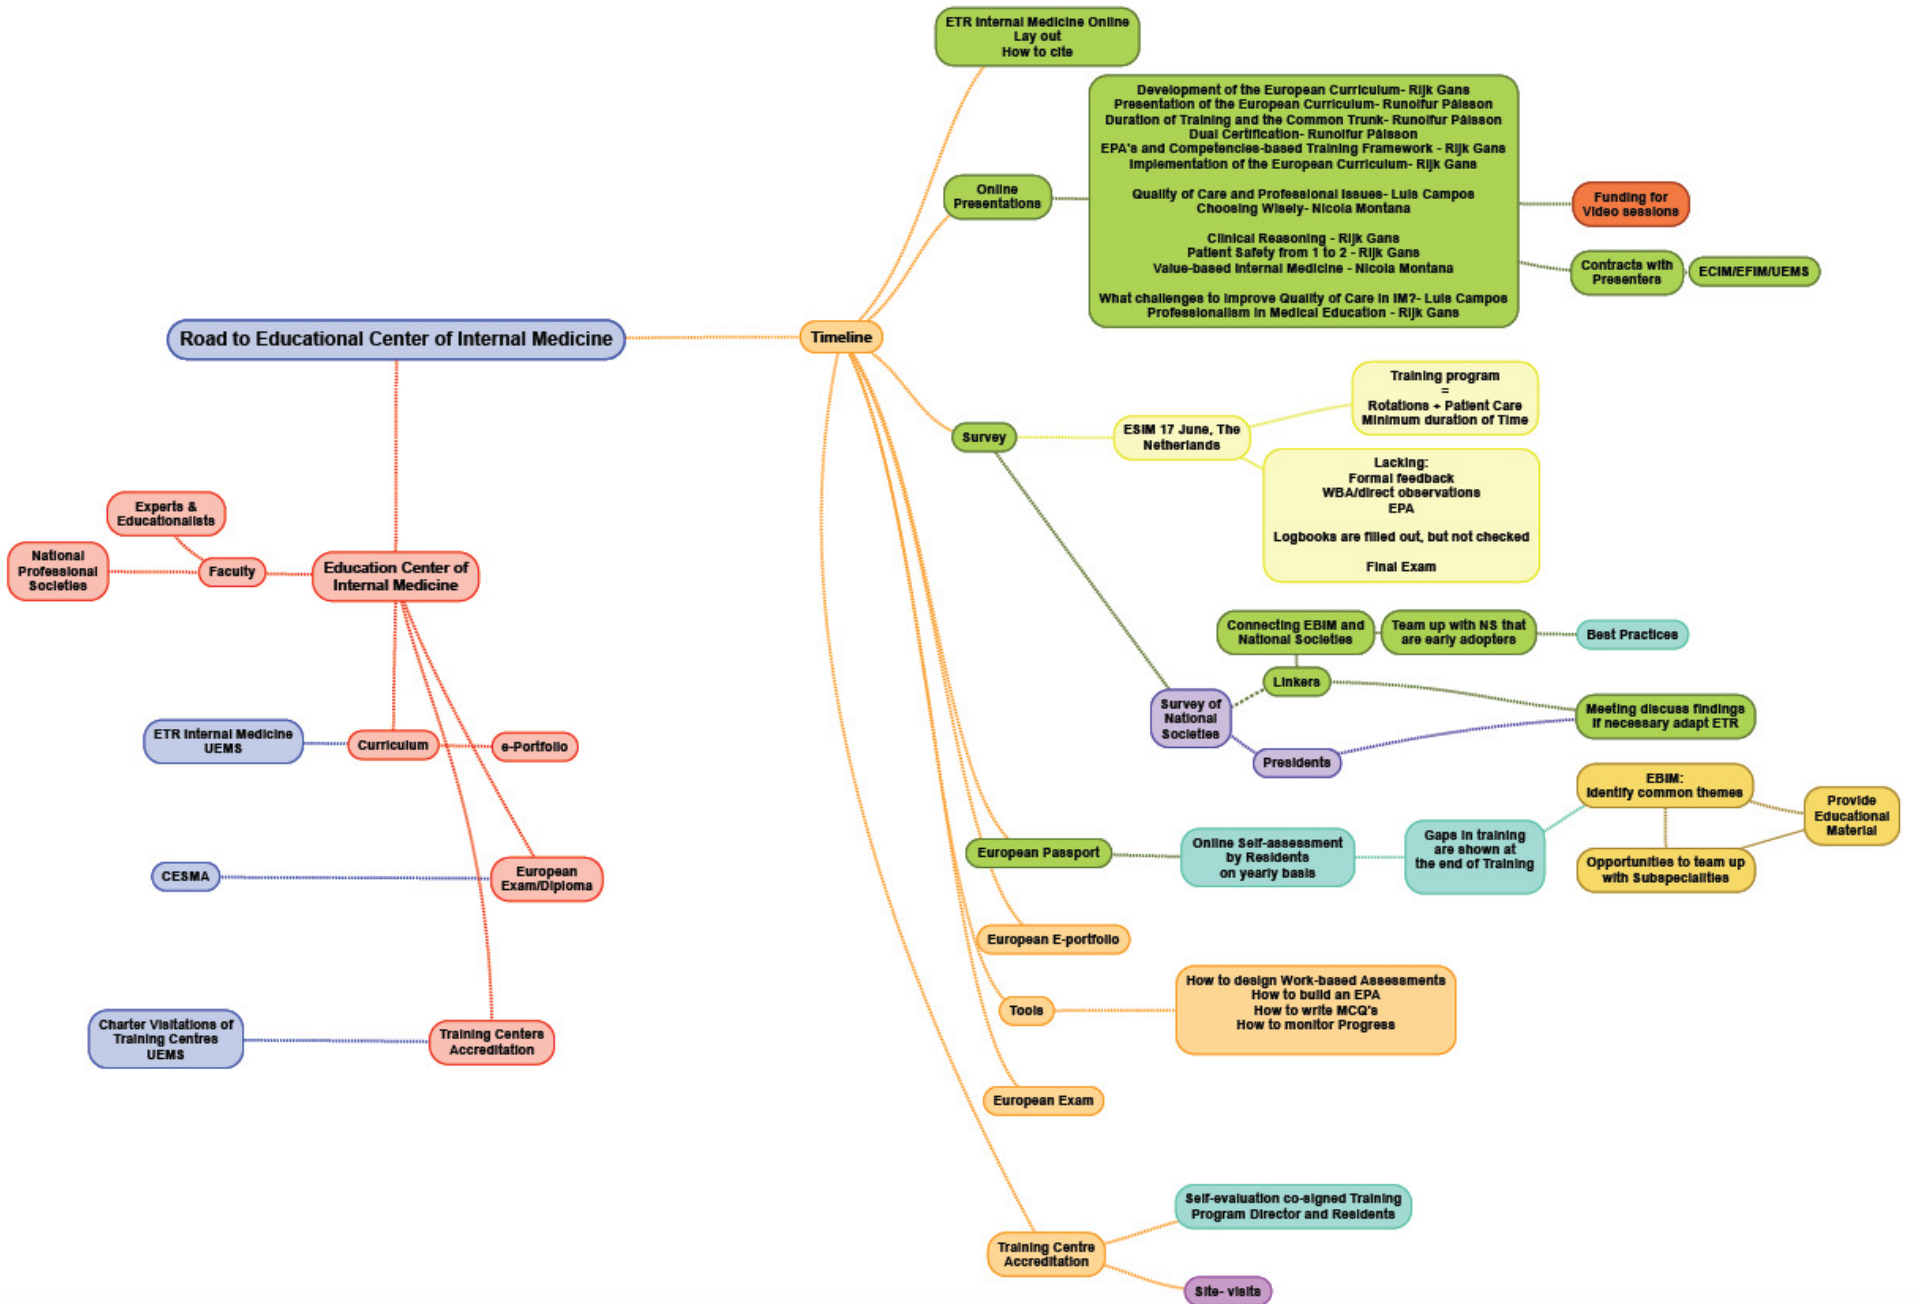 ETR Internal Medicine Online
Lay out
How to cite
Development of the European Curriculum- Rijk Gans
Presentation of the European Curriculum- Runolfur Pálsson
Duration of Training and the Common Trunk- Runolfur Pálsson
Dual Certification- Runolfur Pálsson
EPA's and Competencies-based Training Framework - Rijk Gans
Implementation of the European Curriculum- Rijk Gans
Quality of Care and Professional Issues- Luis Campos
Choosing Wisely- Nicola Montana
Clinical Reasoning - Rijk Gans
Patient Safety from 1 to 2 - Rijk Gans
Value-based Internal Medicine - Nicola Montana
What challenges to improve Quality of Care in IM?- Luis Campos
Professionalism in Medical Education - Rijk Gans
Online
Presentations
Funding for
Video sessions
Contracts with
Presenters
ECIM/EFIM/UEMS
Road to Educational Center of Internal Medicine
Timeline
Training program
=
Rotations + Patient Care
Minimum duration of Time
Survey
ESIM 17 June, The
Netherlands
Lacking:
Formal feedback
WBA/direct observations
EPA
Logbooks are filled out, but not checked
Final Exam
Experts &
Educationalists
National
Professional
Societies
Faculty
Education Center of
Internal Medicine
Connecting EBIM and
National Societies
Team up with NS that
are early adopters
Best Practices
Linkers
Survey of
National
Societies
Meeting discuss findings
if necessary adapt ETR
Presidents
ETR Internal Medicine
UEMS
Curriculum
e-Portfolio
EBIM:
Identify common themes
Provide
Educational
Material
European Passport
Online Self-assessment
by Residents
on yearly basis
Gaps in training
are shown at
the end of Training
Opportunities to team up
with Subspecialities
CESMA
European
Exam/Diploma
European E-portfolio
Tools
How to design Work-based Assessments
How to build an EPA
How to write MCQ's
How to monitor Progress
Charter Visitations of
Training Centres
UEMS
Training Centers
Accreditation
European Exam
Self-evaluation co-signed Training
Program Director and Residents
Training Centre
Accreditation
Site- visits